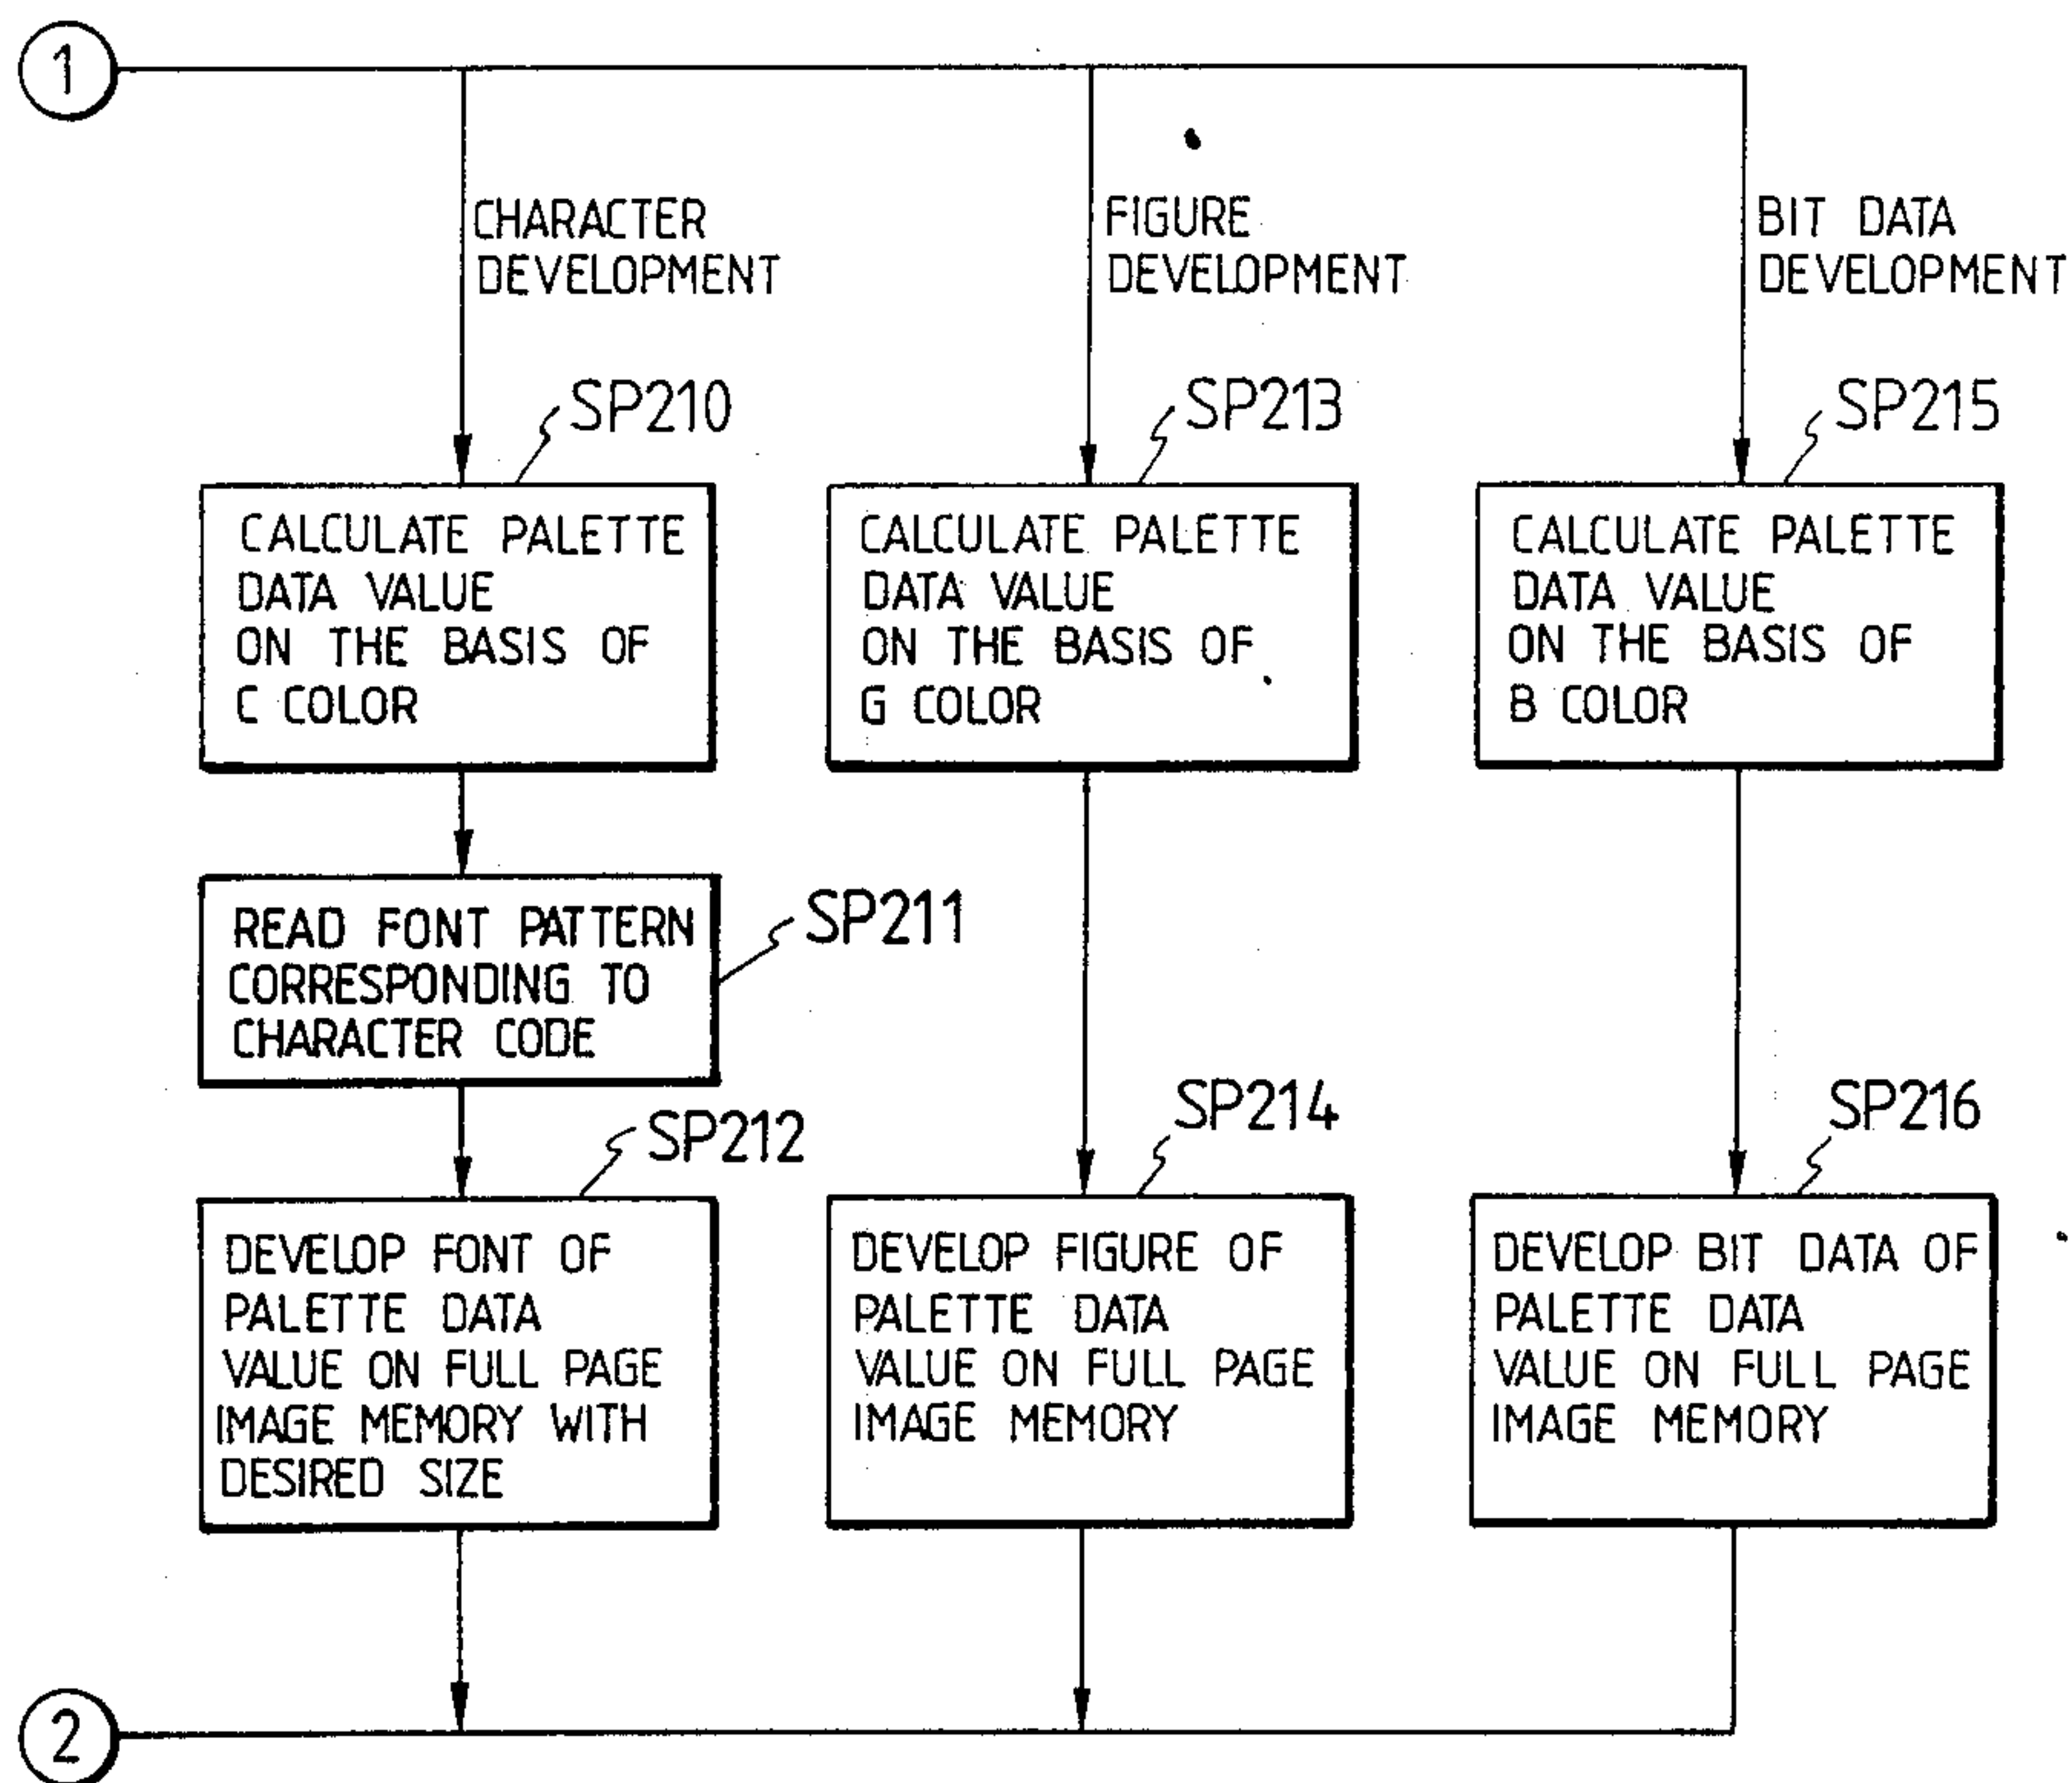 1
CHARACTER
DEVELOPMENT
FIGURE
DEVELOPMENT
BIT DATA
DEVELOPMENT
SP210
CALCULATE PALETTE
DATA VALUE
ON THE BASIS OF
C COLOR
SP211
READ FONT PATTERN
CORRESPONDING TO
CHARACTER CODE
SP212
DEVELOP FONT OF
PALETTE DATA
VALUE ON FULL PAGE
IMAGE MEMORY WITH
DESIRED SIZE
SP213
CALCULATE PALETTE
DATA VALUE
ON THE BASIS OF
G COLOR
SP214
DEVELOP FIGURE OF
PALETTE DATA
VALUE ON FULL PAGE
IMAGE MEMORY
SP215
CALCULATE PALETTE
DATA VALUE
ON THE BASIS OF
B COLOR
SP216
DEVELOP BIT DATA OF
PALETTE DATA
VALUE ON FULL PAGE
IMAGE MEMORY
2